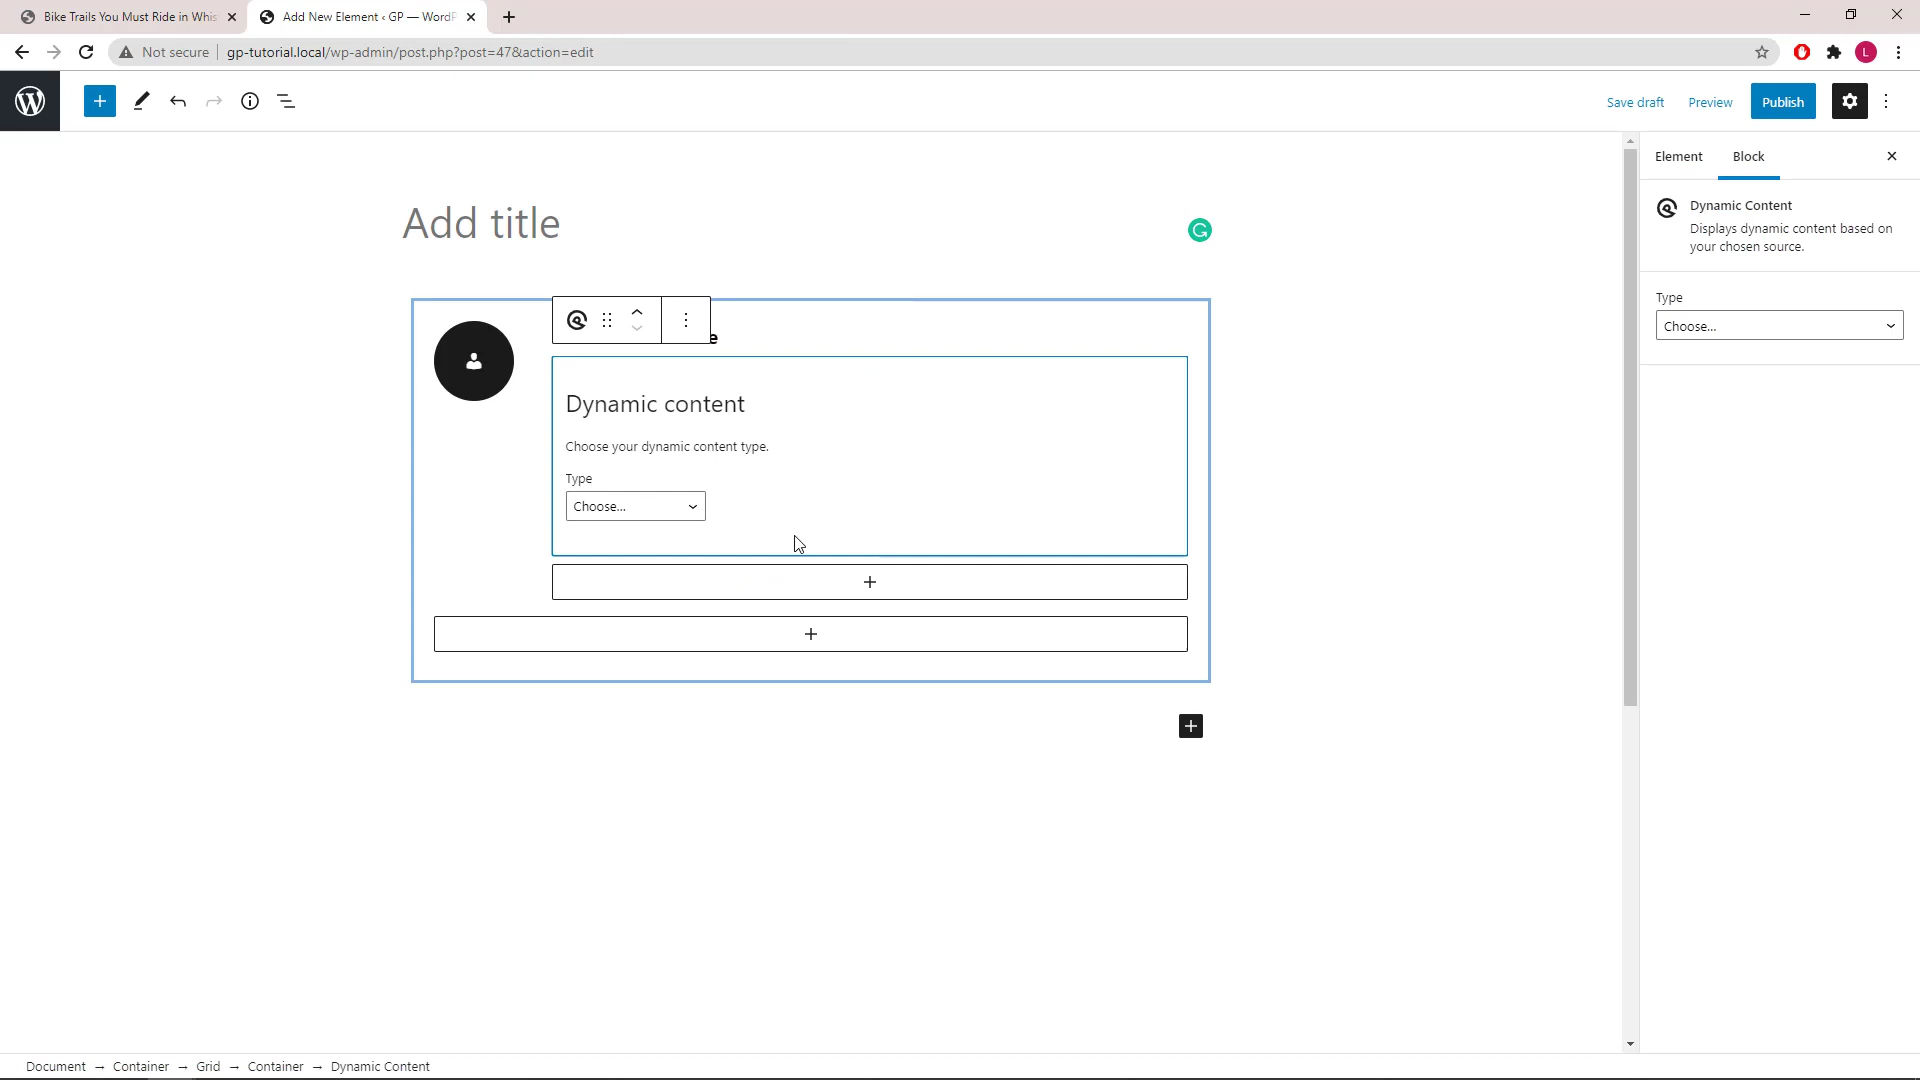 Bike Trails You Must Ride in Whis
Add New Element ‹ GP — WordP
Not secure
gp-tutorial.local/wp-admin/post.php?post=47&action=edit
L
Save draft
Preview
Publish
Element
Block
Dynamic Content
Displays dynamic content based on
your chosen source.
Type
Choose...
Add title
e
Dynamic content
Choose your dynamic content type.
Type
Choose...
Document → Container → Grid → Container → Dynamic Content